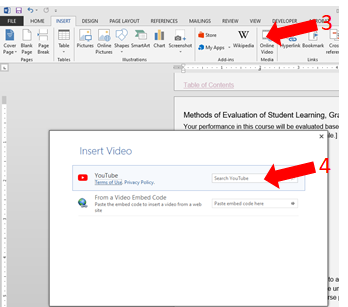 3
FILE HOME INSERT DESIGN PAGE LAYOUT REFERENCES MAILINGS REVIEW VIEW DEVELOPER
Cover Page Blank Page Page Break Table Pictures Online Pictures Shapes SmartArt Chart Screenshot Store My Apps Wikipedia Online Video Hyperlink Bookmark Cross
Pages Tables Illustrations Add-ins Media
Table of Contents
Methods of Evaluation of Student Learning, Gra
Your performance in this course will be evaluated base
Insert Video
4
YouTube
Terms of Use. Privacy Policy.
Search YouTube
From a Video Embed Code
Paste the embed code to insert a video from a web site
Paste embed code here